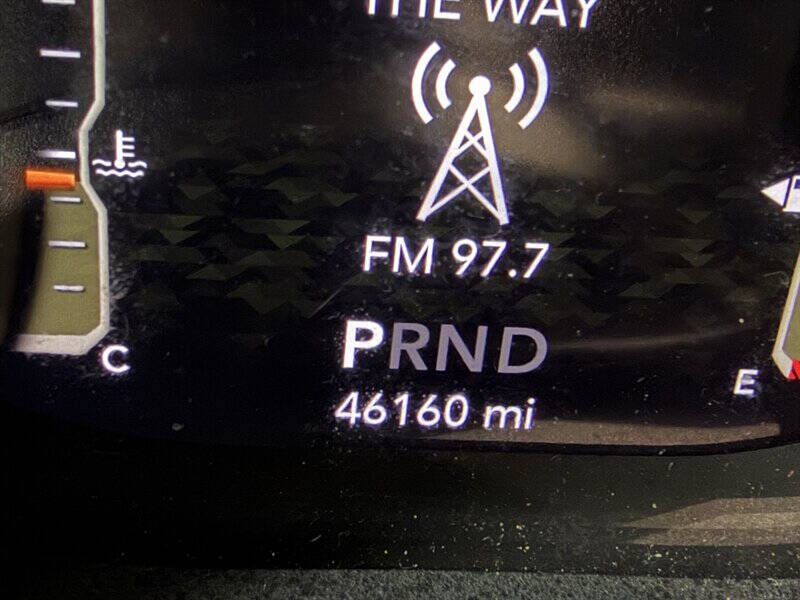 THE WAY
FM 97.7
PRND
46160 mi
C
E